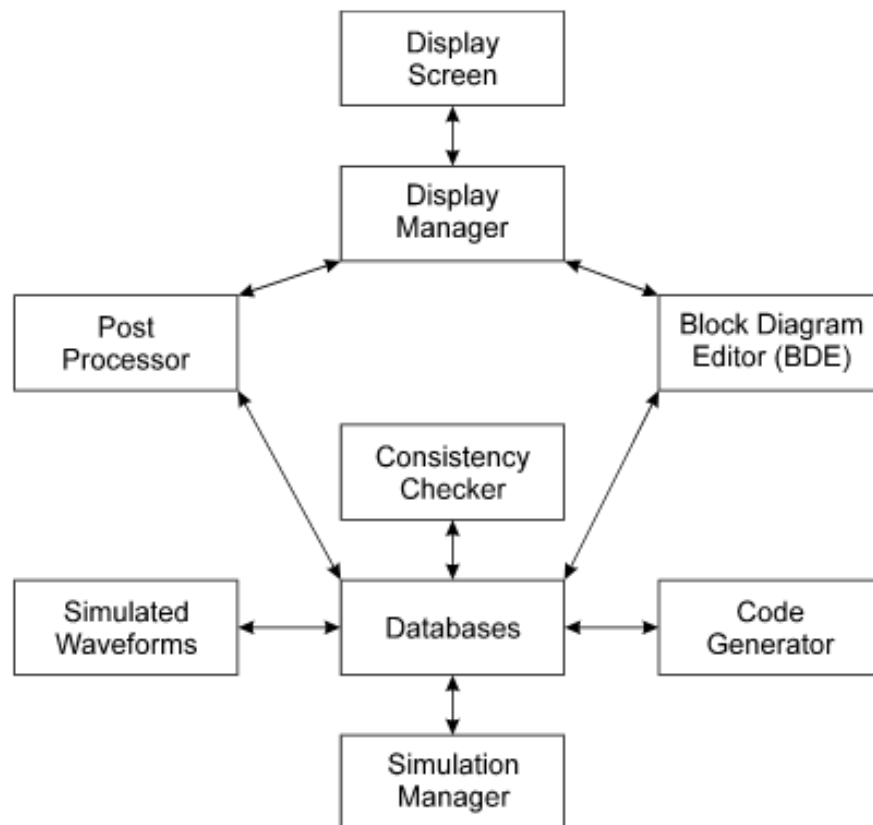 Display
Screen
Display
Manager
Post
Processor
Block Diagram
Editor (BDE)
Consistency
Checker
Simulated
Waveforms
Databases
Code
Generator
Simulation
Manager